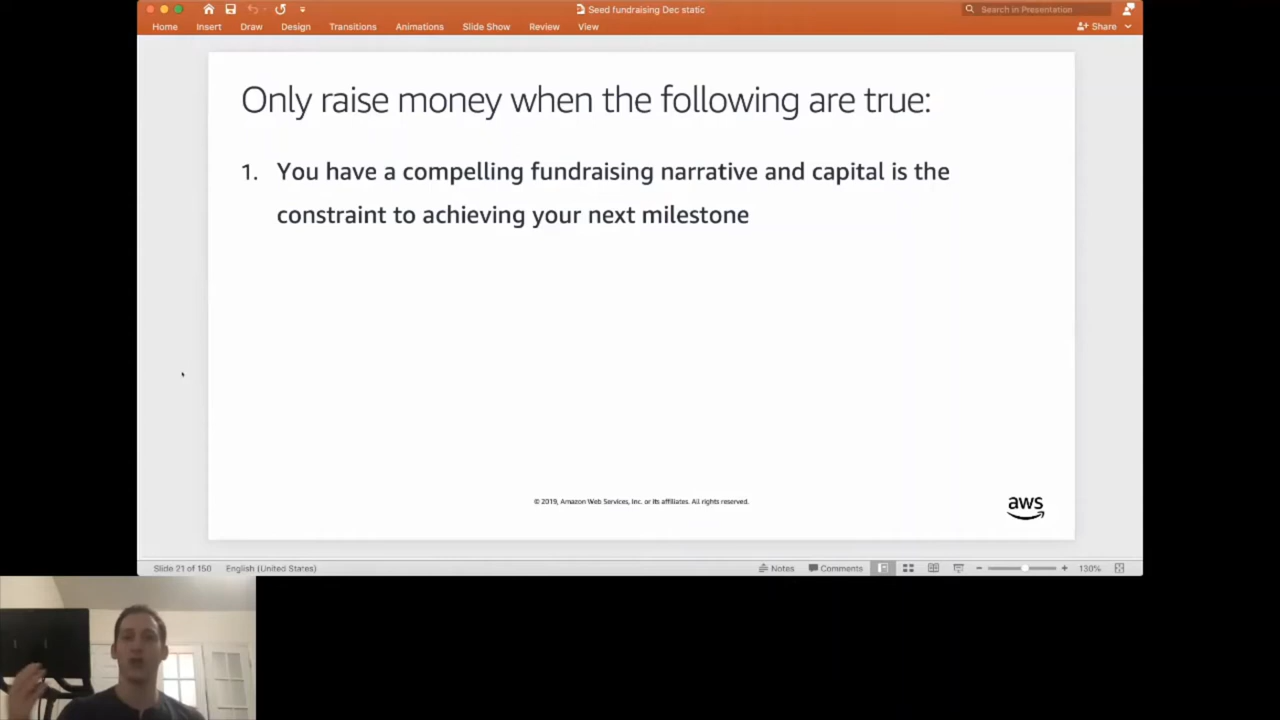 Seed fundraising Dec static
Search in Presentation
Home Insert Draw Design Transitions Animations Slide Show Review View Share
Only raise money when the following are true:
1. You have a compelling fundraising narrative and capital is the
constraint to achieving your next milestone
© 2019, Amazon Web Services, Inc. or its affiliates. All rights reserved.
aws
Slide 21 of 150 English (United States) Notes Comments 130%